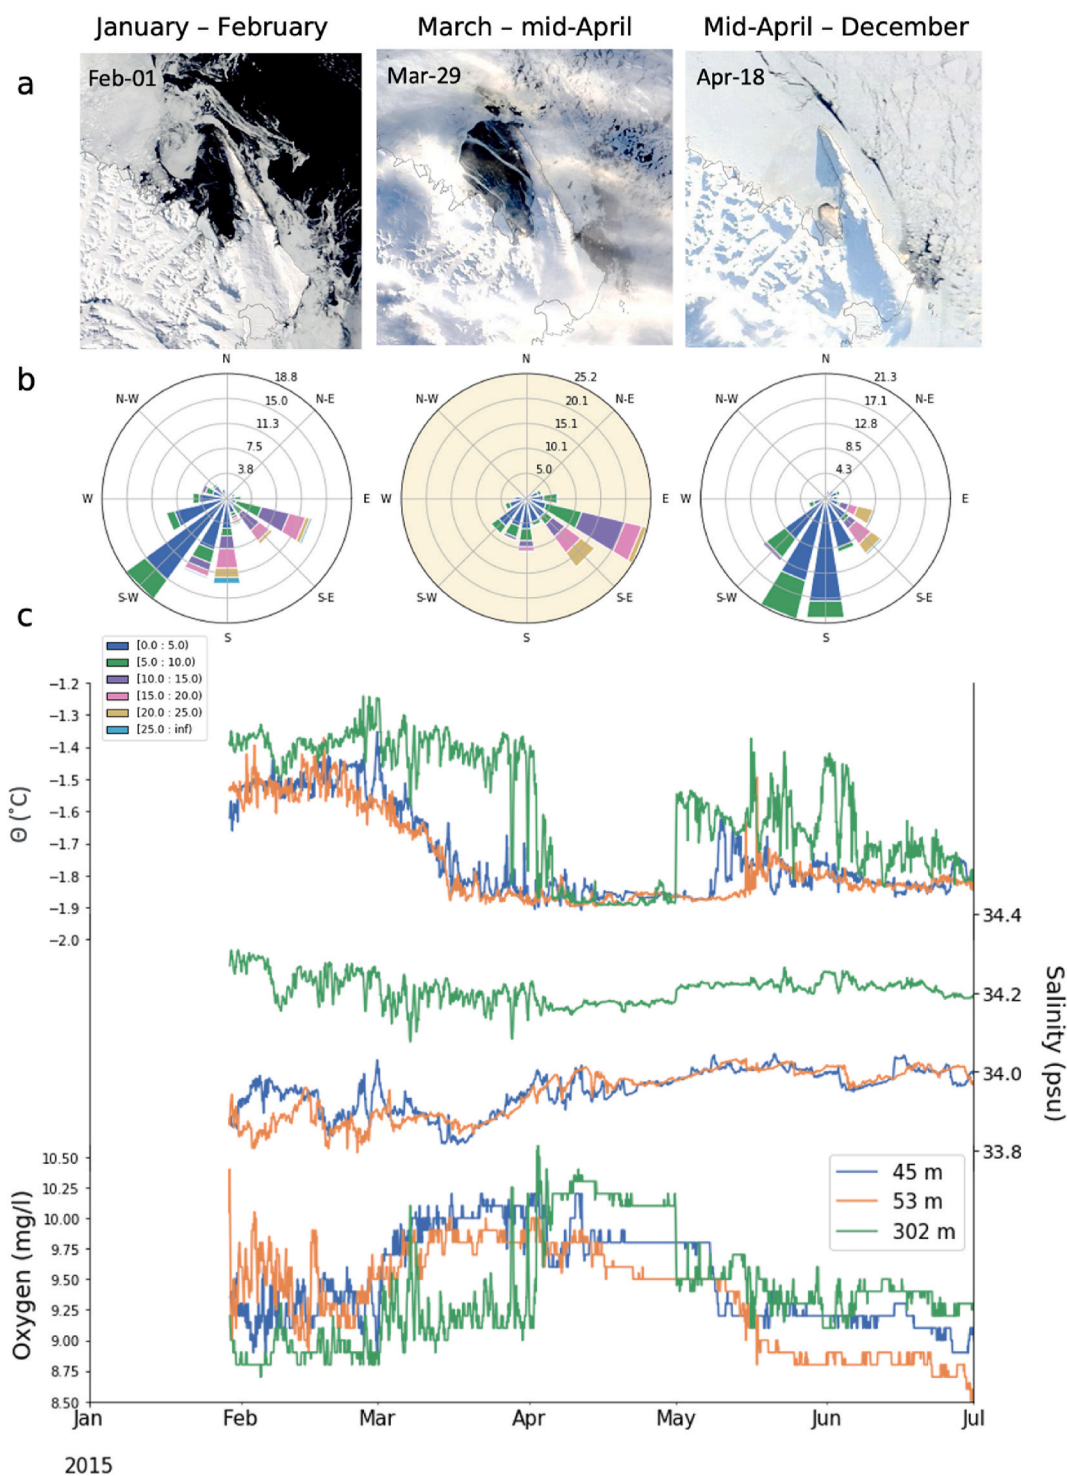 January – February
March – mid-April
Mid-April – December
a
Feb-01
Mar-29
Apr-18
b
N
N-E
E
S-E
S
S-W
W
N-W
18.8
15.0
11.3
7.5
3.8
N
N-E
E
S-E
S
S-W
W
N-W
25.2
20.1
15.1
10.1
5.0
N
N-E
E
S-E
S
S-W
W
N-W
21.3
17.1
12.8
8.5
4.3
c
[0.0 : 5.0)
[5.0 : 10.0)
[10.0 : 15.0)
[15.0 : 20.0)
[20.0 : 25.0)
[25.0 : inf)
−1.2
−1.3
−1.4
−1.5
−1.6
−1.7
−1.8
−1.9
−2.0
Θ (˚C)
34.4
34.2
34.0
33.8
Salinity (psu)
10.50
10.25
10.00
9.75
9.50
9.25
9.00
8.75
8.50
Oxygen (mg/l)
45 m
53 m
302 m
Jan
Feb
Mar
Apr
May
Jun
Jul
2015